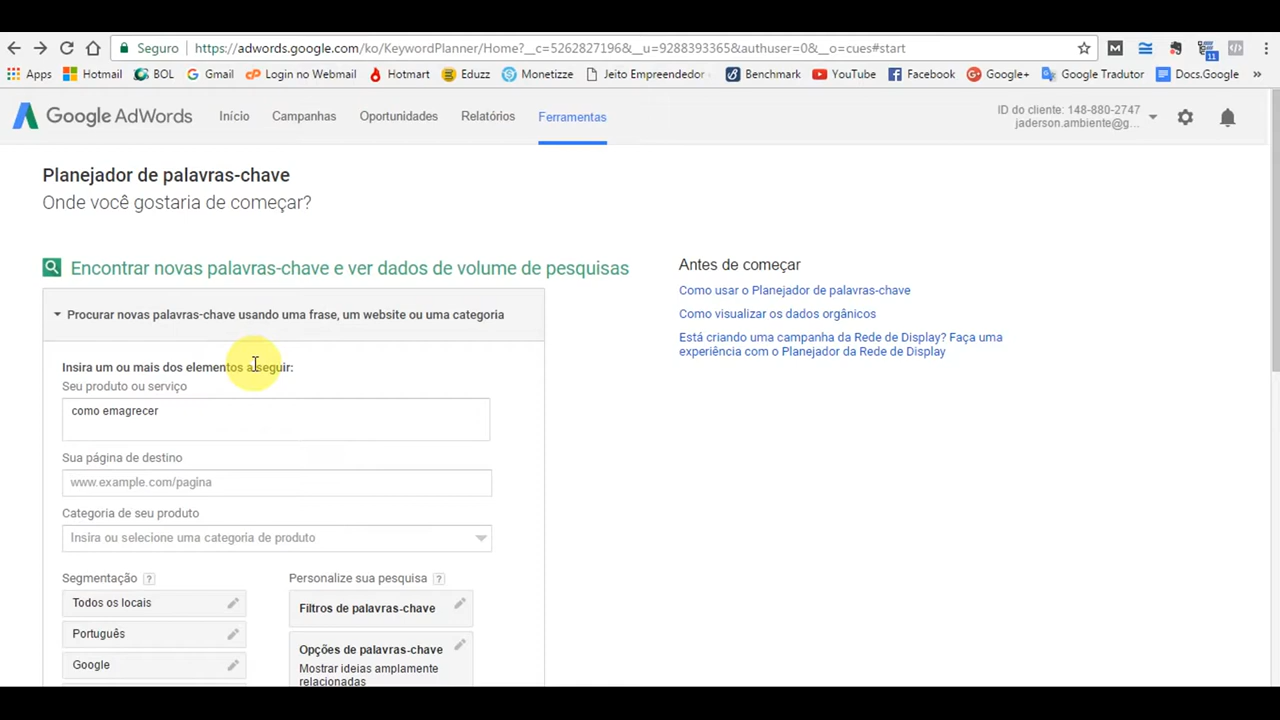 Seguro https://adwords.google.com/ko/KeywordPlanner/Home?__c=5262827196&__u=9288393365&authuser=0&__o=cues#start
11
Apps Hotmail BOL Gmail Login no Webmail Hotmart Eduzz Monetizze Jeito Empreendedor Benchmark YouTube Facebook Google+ Google Tradutor Docs.Google »
Google AdWords Início Campanhas Oportunidades Relatórios Ferramentas
ID do cliente: 148-880-2747
jaderson.ambiente@g...
Planejador de palavras-chave
Onde você gostaria de começar?
Encontrar novas palavras-chave e ver dados de volume de pesquisas
Procurar novas palavras-chave usando uma frase, um website ou uma categoria
Insira um ou mais dos elementos a seguir:
Seu produto ou serviço
como emagrecer
Sua página de destino
www.example.com/pagina
Categoria de seu produto
Insira ou selecione uma categoria de produto
Segmentação ?
Todos os locais
Português
Google
Personalize sua pesquisa ?
Filtros de palavras-chave
Opções de palavras-chave
Mostrar ideias amplamente
relacionadas
Antes de começar
Como usar o Planejador de palavras-chave
Como visualizar os dados orgânicos
Está criando uma campanha da Rede de Display? Faça uma
experiência com o Planejador da Rede de Display